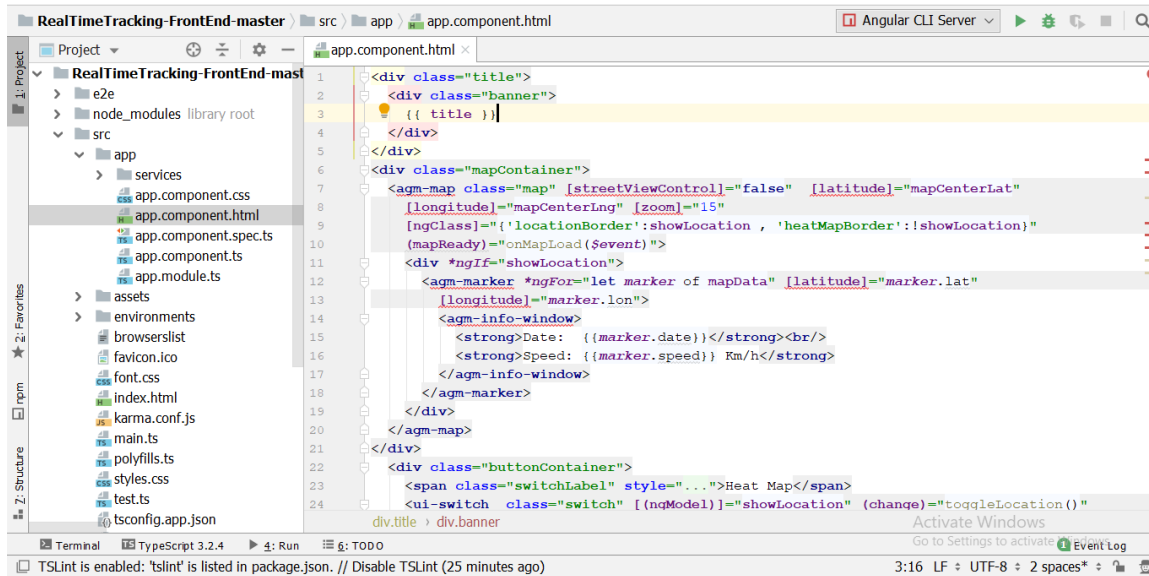 RealTimeTracking-FrontEnd-master src app app.component.html Angular CLI Server
Project app.component.html
1: Project
RealTimeTracking-FrontEnd-mast
e2e
node_modules library root
src
app
services
app.component.css
app.component.html
app.component.spec.ts
app.component.ts
app.module.ts
assets
environments
browserslist
favicon.ico
font.css
index.html
karma.conf.js
main.ts
polyfills.ts
styles.css
test.ts
tsconfig.app.json
2: Favorites
npm
7: Structure
1 <div class="title">
2 <div class="banner">
3 {{ title }}
4 </div>
5 </div>
6 <div class="mapContainer">
7 <agm-map class="map" [streetViewControl]="false" [latitude]="mapCenterLat"
8 [longitude]="mapCenterLng" [zoom]="15"
9 [ngClass]="{'locationBorder':showLocation , 'heatMapBorder':!showLocation}"
10 (mapReady)="onMapLoad($event)">
11 <div *ngIf="showLocation">
12 <agm-marker *ngFor="let marker of mapData" [latitude]="marker.lat"
13 [longitude]="marker.lon">
14 <agm-info-window>
15 <strong>Date: {{marker.date}}</strong><br/>
16 <strong>Speed: {{marker.speed}} Km/h</strong>
17 </agm-info-window>
18 </agm-marker>
19 </div>
20 </agm-map>
21 </div>
22 <div class="buttonContainer">
23 <span class="switchLabel" style="...">Heat Map</span>
24 <ui-switch class="switch" [(ngModel)]="showLocation" (change)="toggleLocation()"
div.title div.banner
Activate Windows
Go to Settings to activate Windows.
Terminal TypeScript 3.2.4 4: Run 6: TODO 1 Event Log
TSLint is enabled: 'tslint' is listed in package.json. // Disable TSLint (25 minutes ago) 3:16 LF UTF-8 2 spaces*